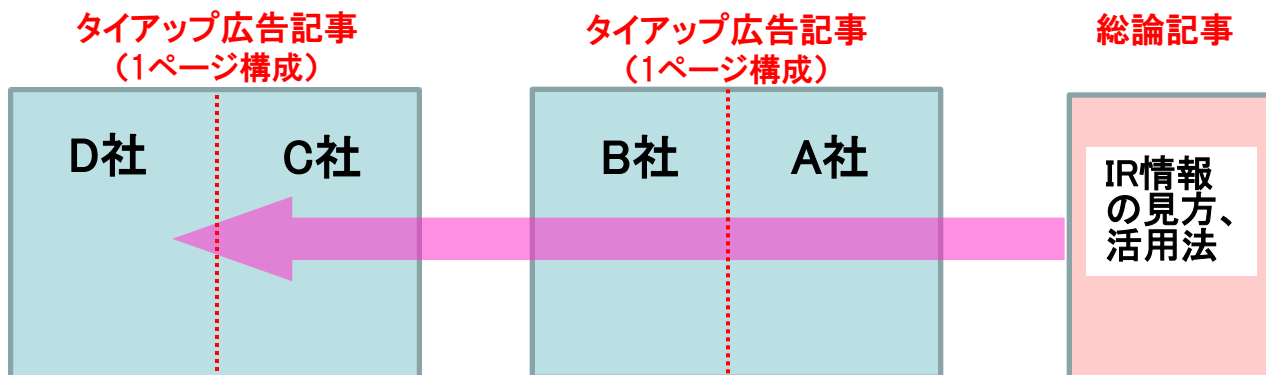 タイアップ広告記事
（1ページ構成）
タイアップ広告記事
（1ページ構成）
総論記事
D社
C社
B社
A社
IR情報
の見方、
活用法